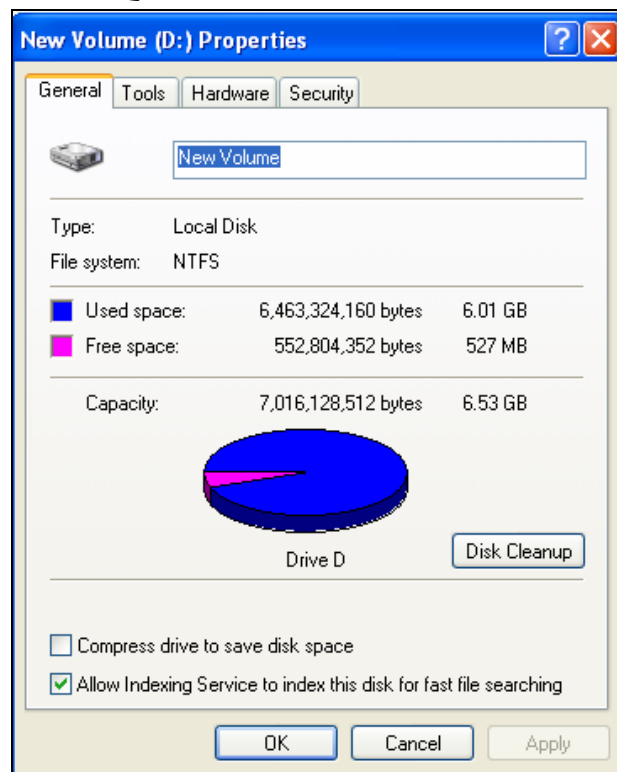 New Volume (D:) Properties
General Tools Hardware Security
New Volume
Type: Local Disk
File system: NTFS
Used space: 6,463,324,160 bytes 6.01 GB
Free space: 552,804,352 bytes 527 MB
Capacity: 7,016,128,512 bytes 6.53 GB
Drive D
Disk Cleanup
Compress drive to save disk space
Allow Indexing Service to index this disk for fast file searching
OK Cancel Apply